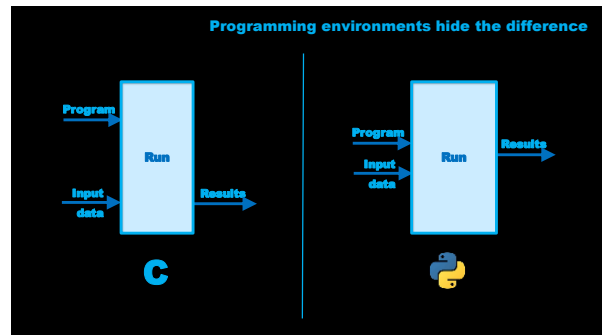 Programming environments hide the difference
Program
Run
Input
data
Results
C
Program
Input
data
Run
Results